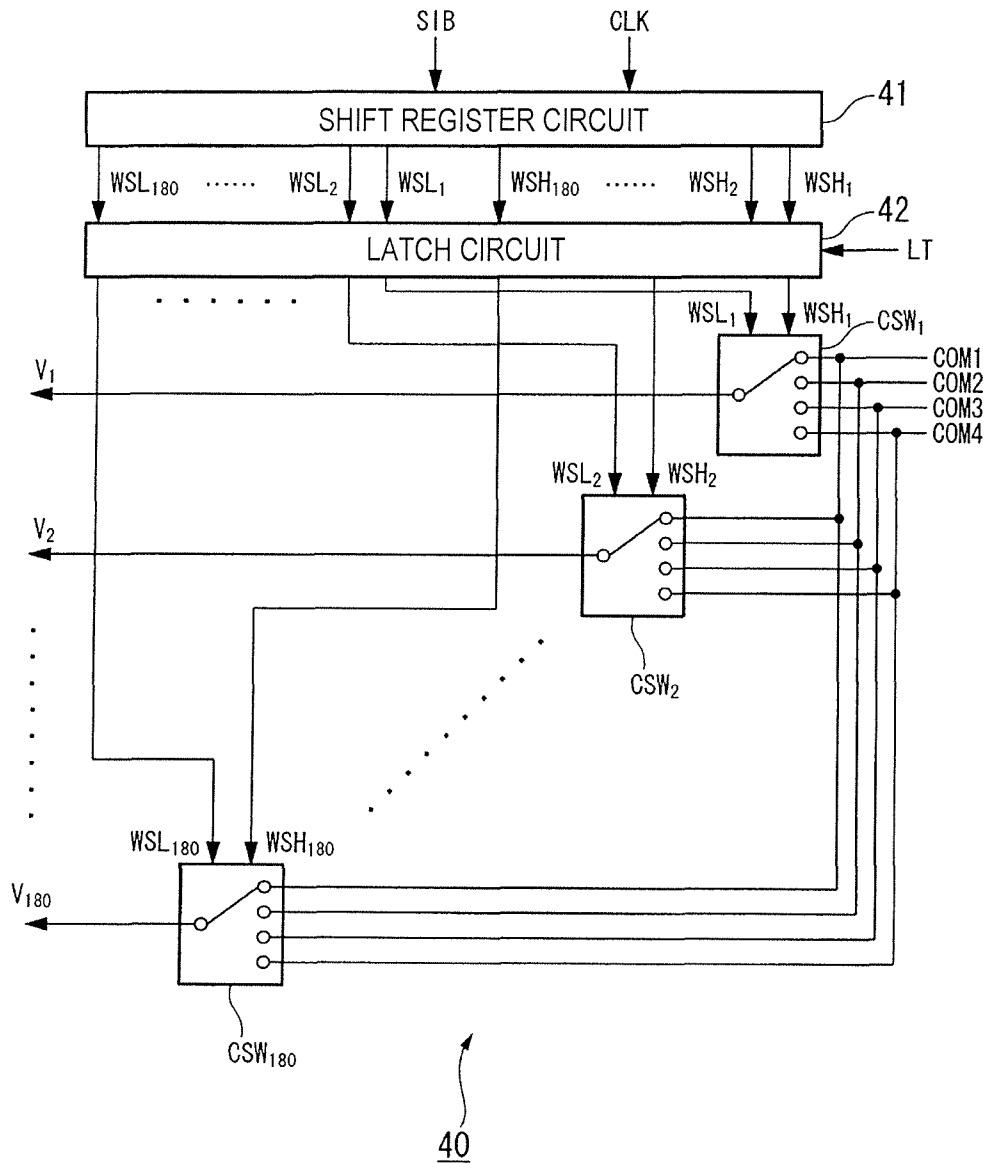 SIB CLK
SHIFT REGISTER CIRCUIT 41
WSL180 ······ WSL2 WSL1 WSH180 ······ WSH2 WSH1
42
LATCH CIRCUIT
LT
WSL1 WSH1 CSW1
COM1
V1
COM2
COM3
COM4
WSL2 WSH2
V2
CSW2
WSL180 WSH180
V180
CSW180
40